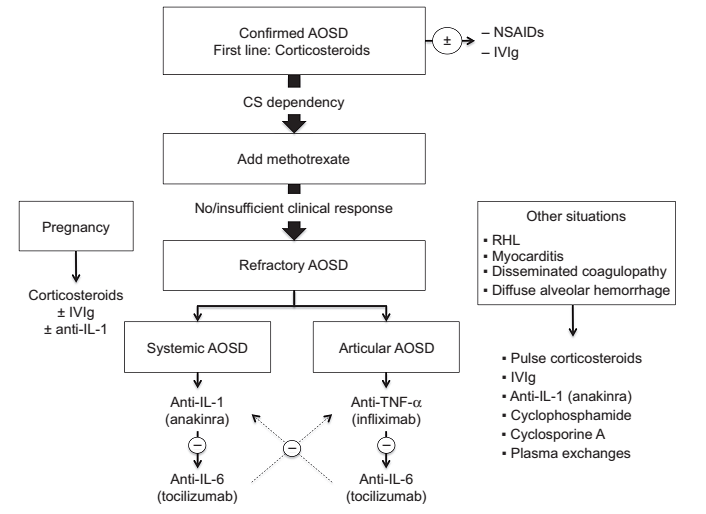 Confirmed AOSD
First line: Corticosteroids
±
– NSAIDs
– IVIg
CS dependency
Add methotrexate
No/insufficient clinical response
Refractory AOSD
Pregnancy
Corticosteroids
± IVIg
± anti-IL-1
Systemic AOSD
Articular AOSD
Anti-IL-1
(anakinra)
Anti-TNF-α
(infliximab)
–
–
–
Anti-IL-6
(tocilizumab)
Anti-IL-6
(tocilizumab)
Other situations
▪ RHL
▪ Myocarditis
▪ Disseminated coagulopathy
▪ Diffuse alveolar hemorrhage
▪ Pulse corticosteroids
▪ IVIg
▪ Anti-IL-1 (anakinra)
▪ Cyclophosphamide
▪ Cyclosporine A
▪ Plasma exchanges